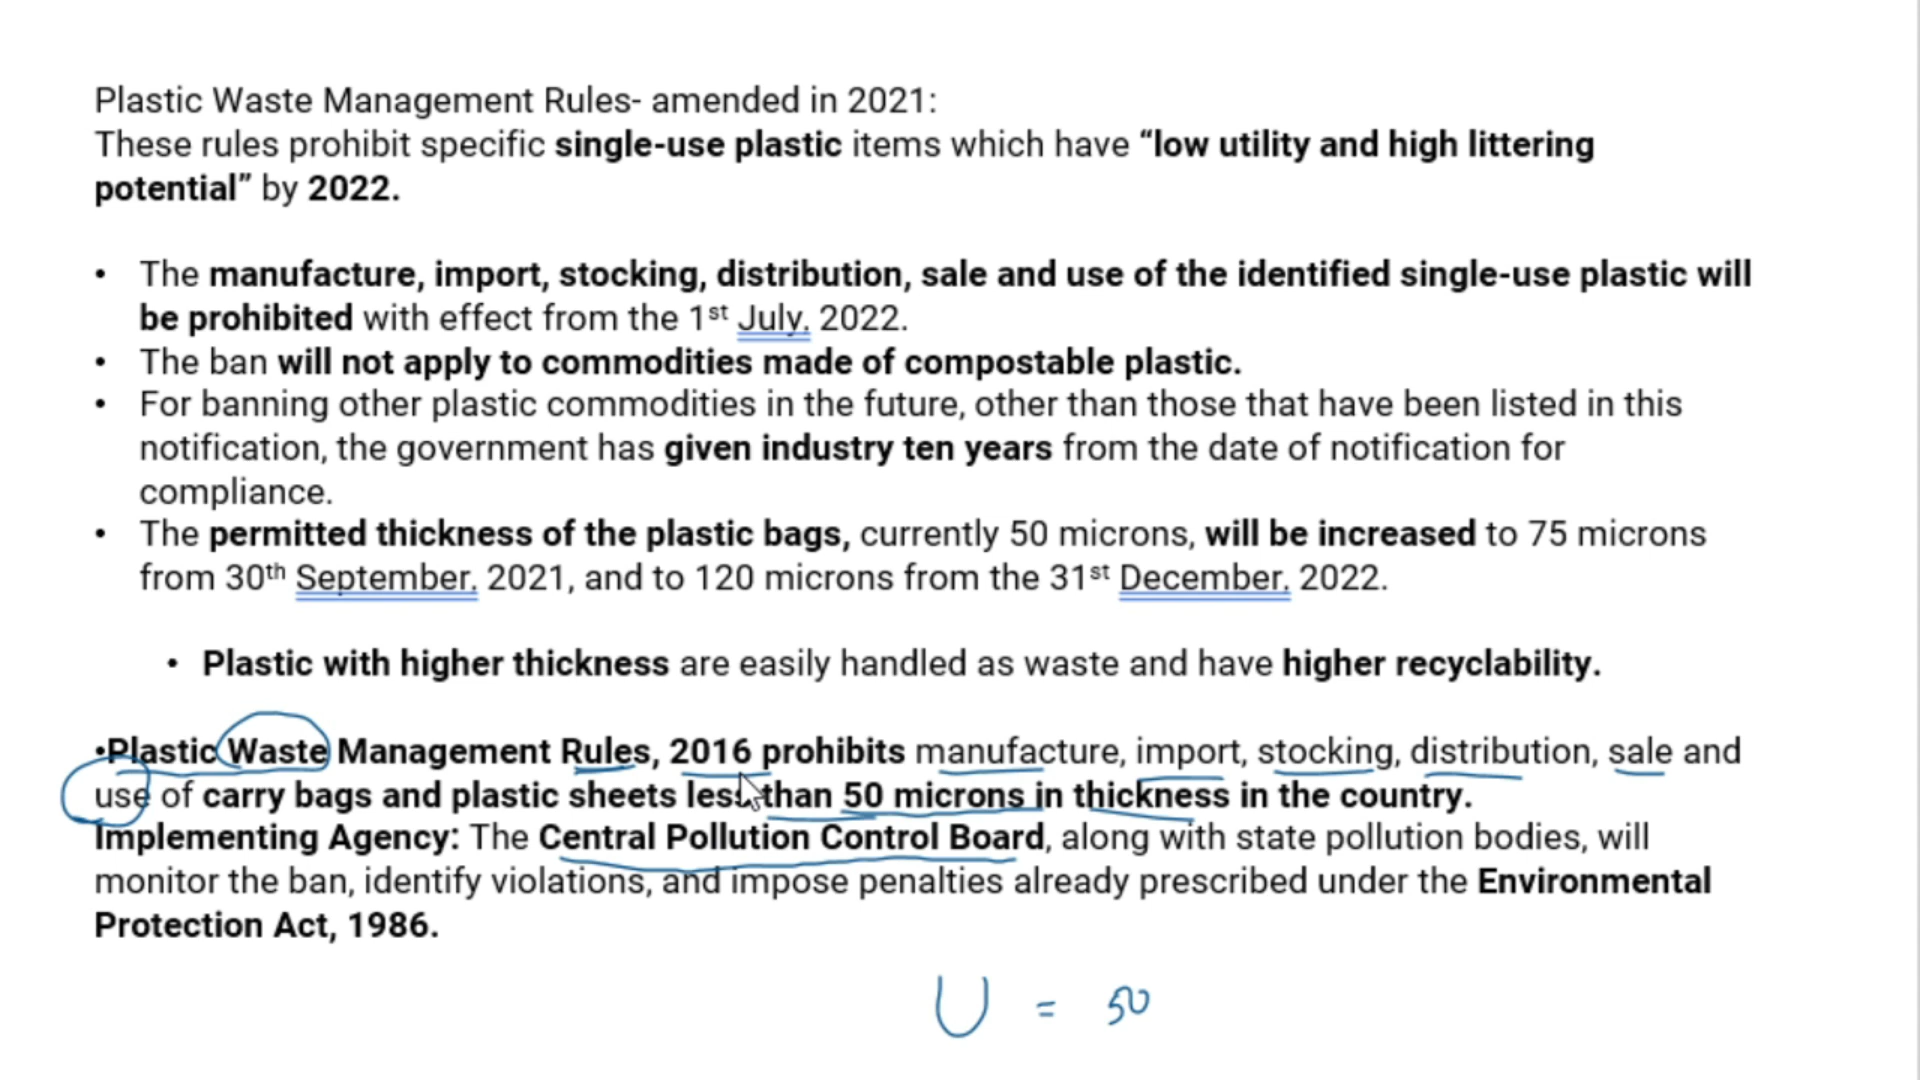 Plastic Waste Management Rules- amended in 2021:
These rules prohibit specific single-use plastic items which have “low utility and high littering
potential” by 2022.
• The manufacture, import, stocking, distribution, sale and use of the identified single-use plastic will
be prohibited with effect from the 1st July, 2022.
• The ban will not apply to commodities made of compostable plastic.
• For banning other plastic commodities in the future, other than those that have been listed in this
notification, the government has given industry ten years from the date of notification for
compliance.
• The permitted thickness of the plastic bags, currently 50 microns, will be increased to 75 microns
from 30th September, 2021, and to 120 microns from the 31st December, 2022.
• Plastic with higher thickness are easily handled as waste and have higher recyclability.
•Plastic Waste Management Rules, 2016 prohibits manufacture, import, stocking, distribution, sale and
use of carry bags and plastic sheets less than 50 microns in thickness in the country.
Implementing Agency: The Central Pollution Control Board, along with state pollution bodies, will
monitor the ban, identify violations, and impose penalties already prescribed under the Environmental
Protection Act, 1986.
U = 50